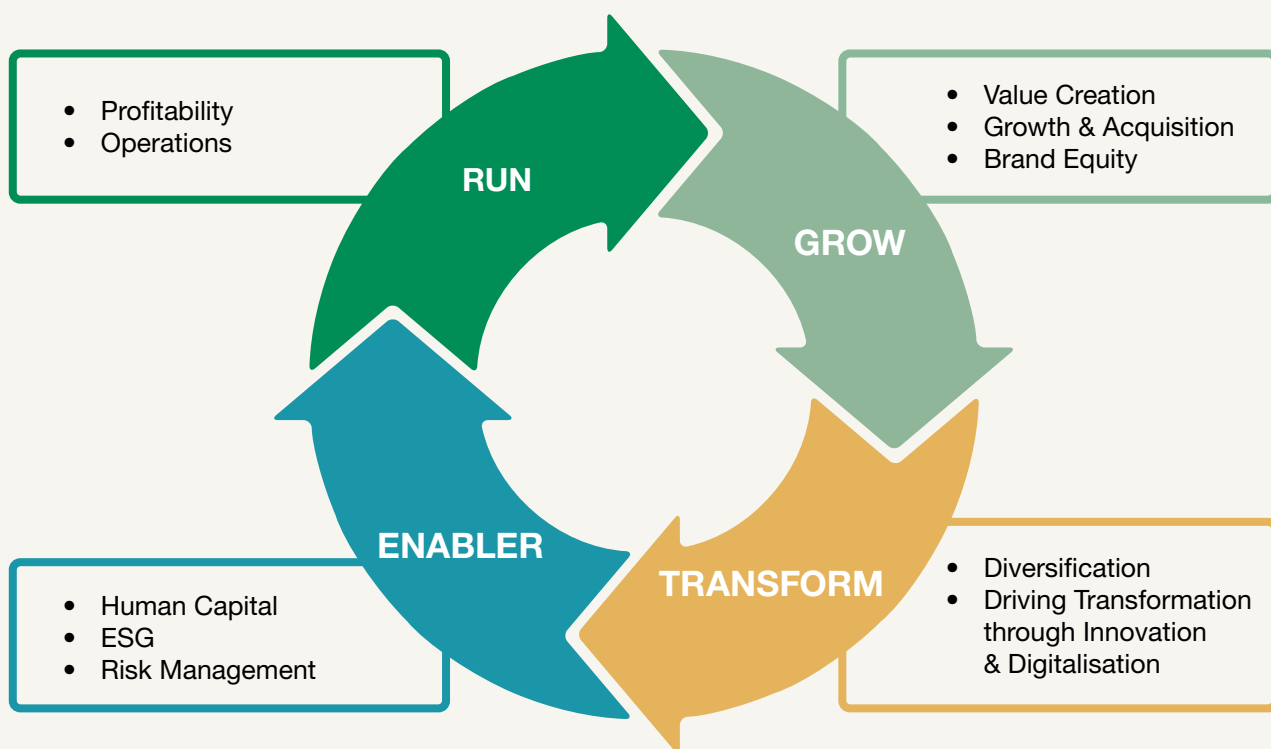 • Profitability
• Operations
RUN
• Value Creation
• Growth & Acquisition
• Brand Equity
GROW
ENABLER
• Human Capital
• ESG
• Risk Management
TRANSFORM
• Diversification
• Driving Transformation
through Innovation
& Digitalisation